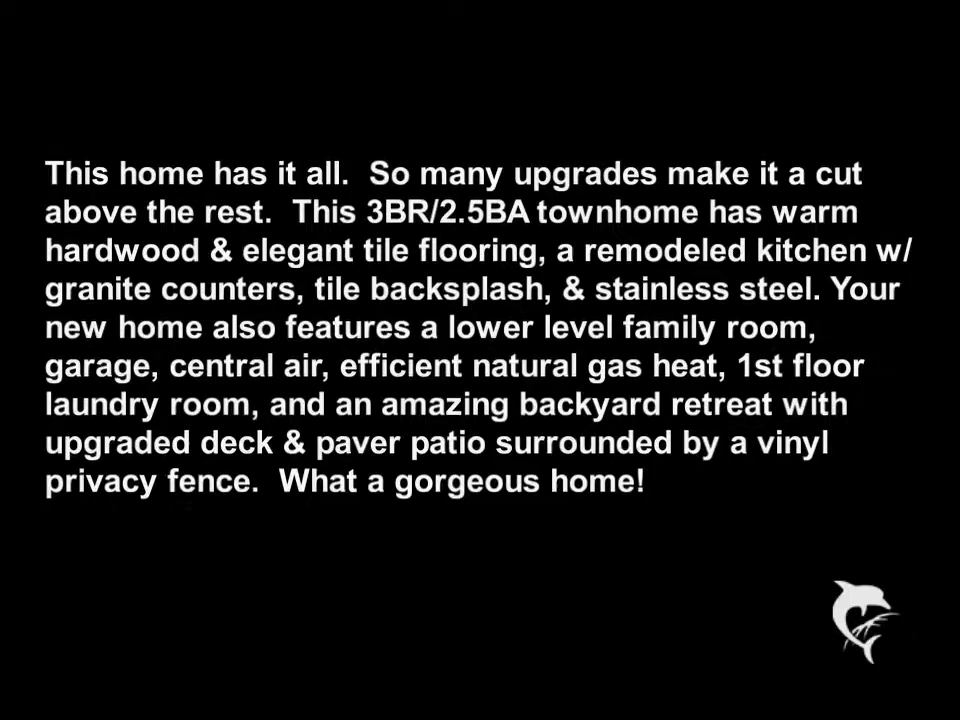 This home has it all.  So many upgrades make it a cut
above the rest.  This 3BR/2.5BA townhome has warm
hardwood & elegant tile flooring, a remodeled kitchen w/
granite counters, tile backsplash, & stainless steel. Your
new home also features a lower level family room,
garage, central air, efficient natural gas heat, 1st floor
laundry room, and an amazing backyard retreat with
upgraded deck & paver patio surrounded by a vinyl
privacy fence.  What a gorgeous home!